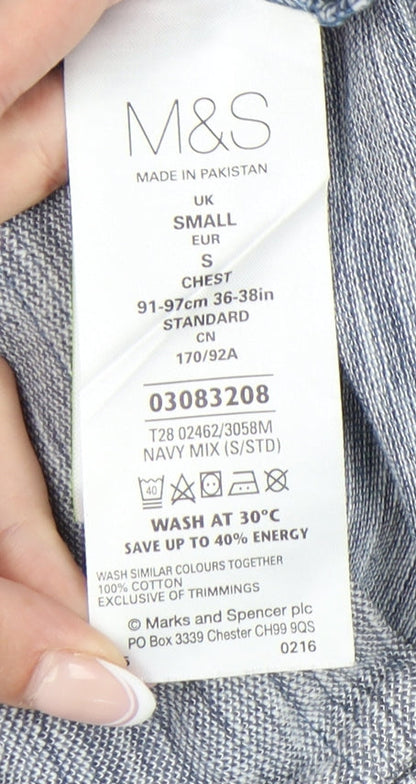 M&S
MADE IN PAKISTAN
UK
SMALL
EUR
S
CHEST
91-97cm 36-38in
STANDARD
CN
170/92A
03083208
T28 02462/3058M
NAVY MIX (S/STD)
40
WASH AT 30°C
SAVE UP TO 40% ENERGY
WASH SIMILAR COLOURS TOGETHER
100% COTTON
EXCLUSIVE OF TRIMMINGS
© Marks and Spencer plc
PO Box 3339 Chester CH99 9QS
0216